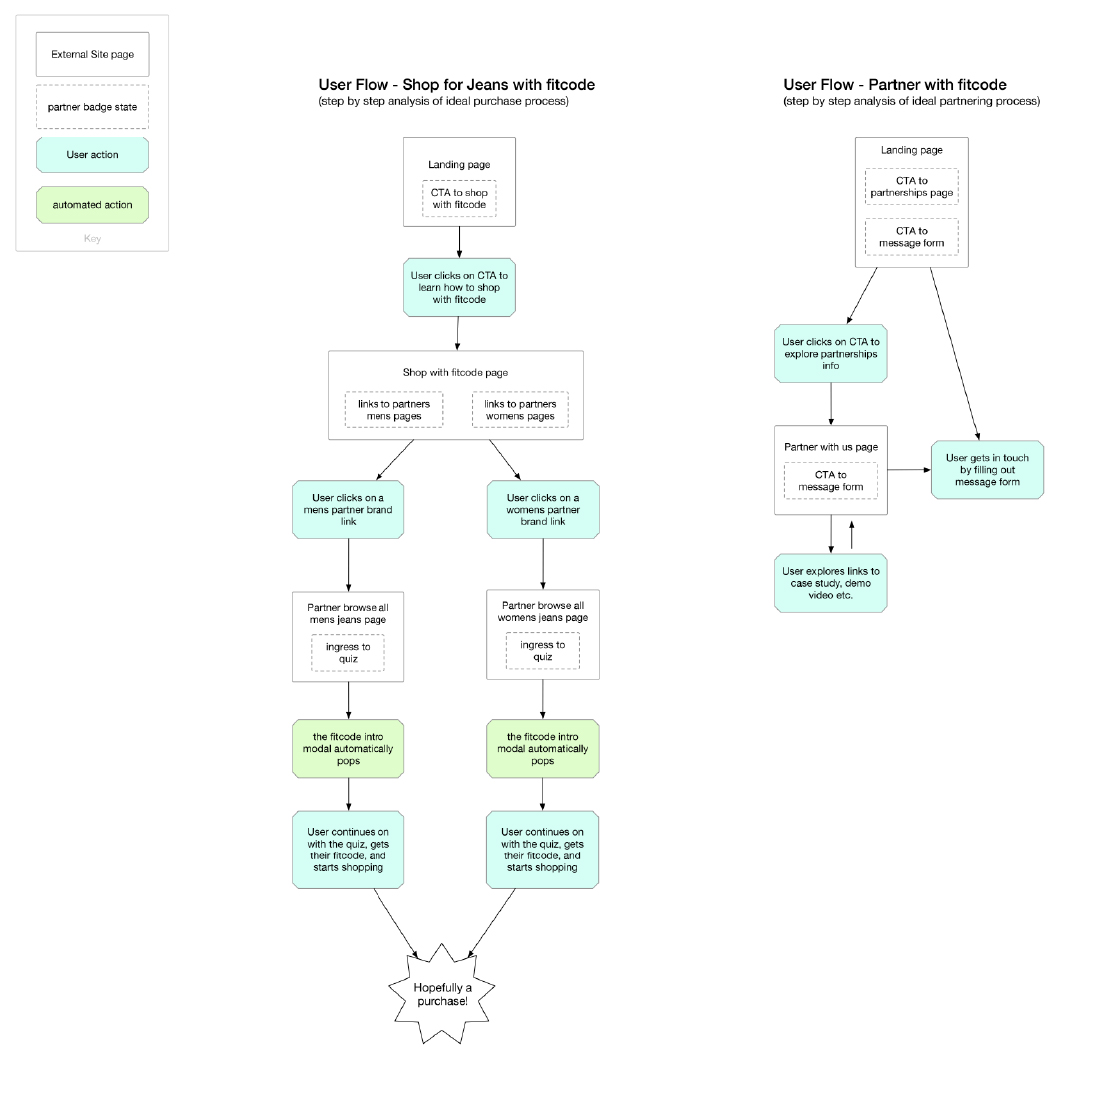 External Site page
partner badge state
User action
automated action
Key
User Flow - Shop for Jeans with fitcode
(step by step analysis of ideal purchase process)
Landing page
CTA to shop
with fitcode
User clicks on CTA to
learn how to shop
with fitcode
Shop with fitcode page
links to partners
mens pages
links to partners
womens pages
User clicks on a
mens partner brand
link
User clicks on a
womens partner
brand link
Partner browse all
mens jeans page
ingress to
quiz
Partner browse all
womens jeans page
ingress to
quiz
the fitcode intro
modal automatically
pops
the fitcode intro
modal automatically
pops
User continues on
with the quiz, gets
their fitcode, and
starts shopping
User continues on
with the quiz, gets
their fitcode, and
starts shopping
Hopefully a
purchase!
User Flow - Partner with fitcode
(step by step analysis of ideal partnering process)
Landing page
CTA to
partnerships page
CTA to
message form
User clicks on CTA to
explore partnerships
info
Partner with us page
CTA to
message form
User gets in touch
by filling out
message form
User explores links to
case study, demo
video etc.